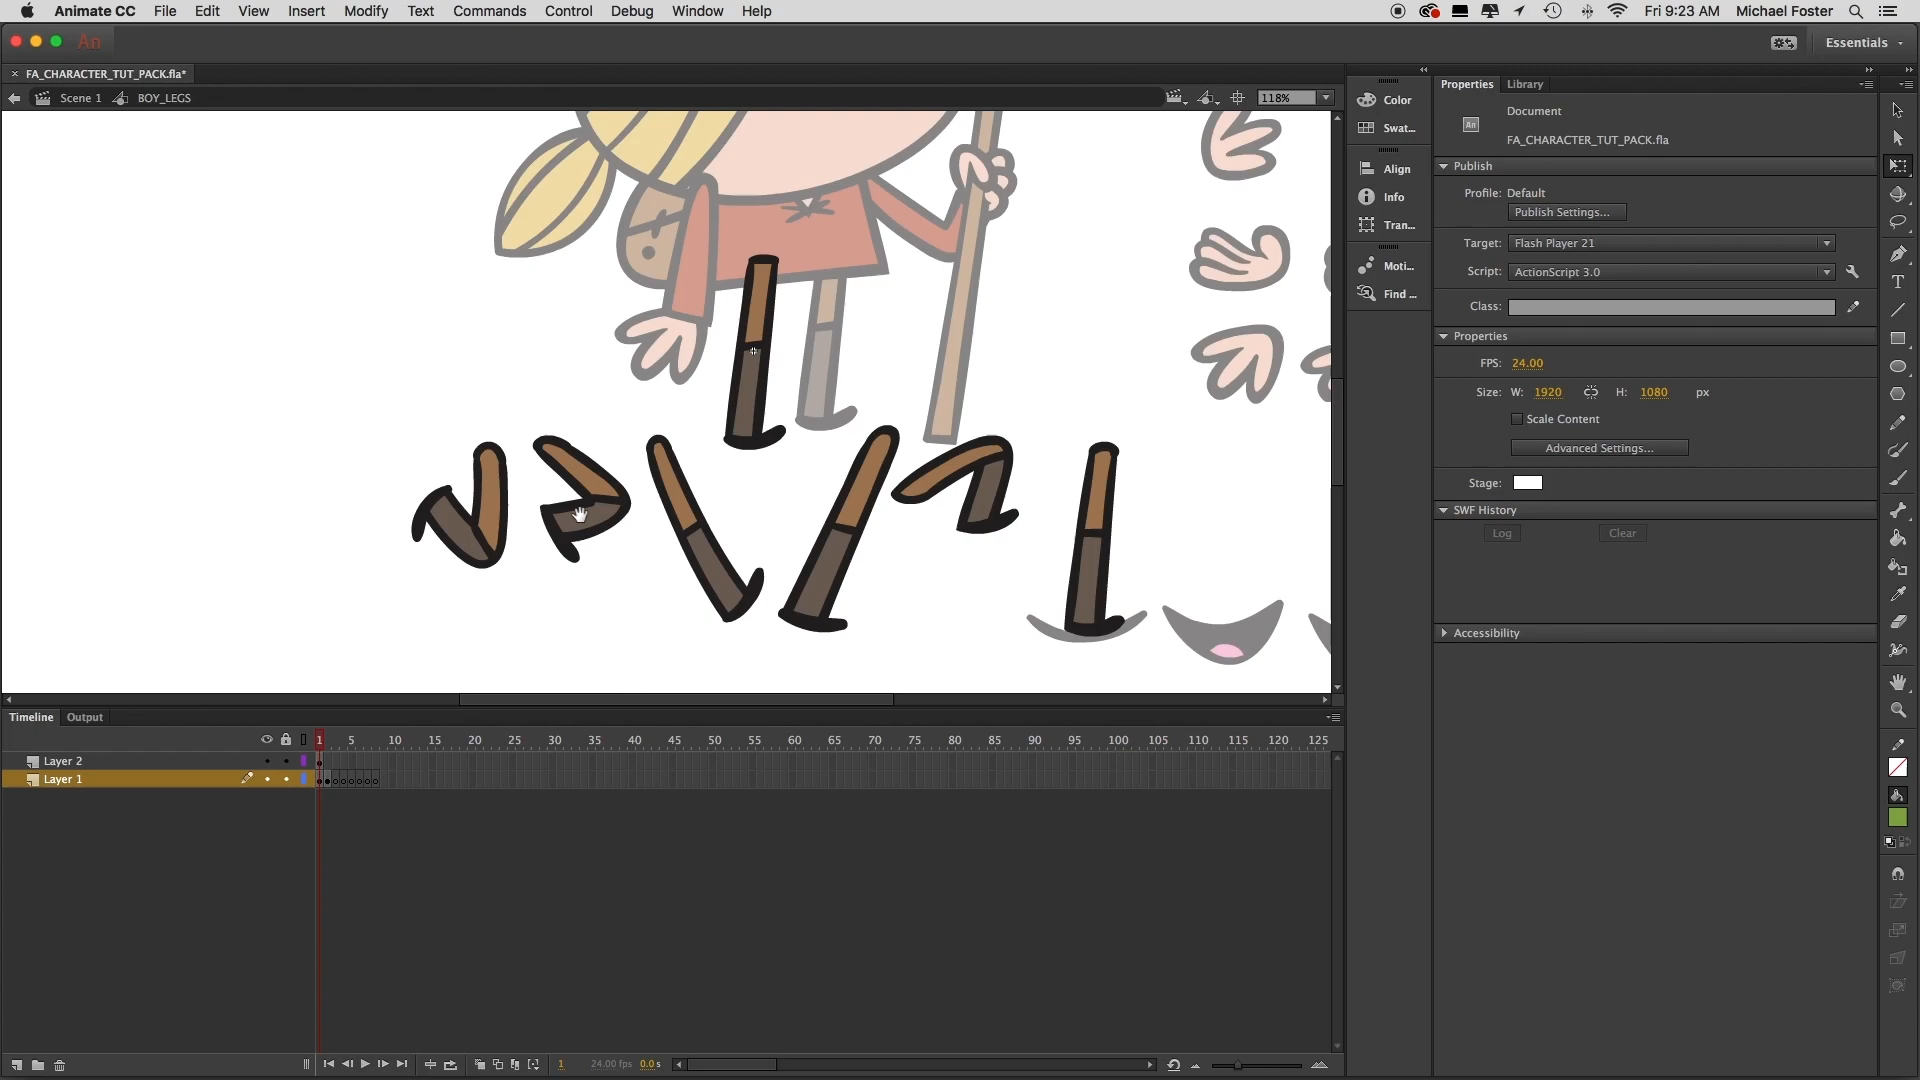 Animate CC File Edit View Insert Modify Text Commands Control Debug Window Help Fri 9:23 AM Michael Foster
An Essentials
× FA_CHARACTER_TUT_PACK.fla*
Scene 1 BOY_LEGS 118%
Color
Swat...
Align
Info
Tran...
Moti...
Find ...
Properties Library
Document
An
FA_CHARACTER_TUT_PACK.fla
Publish
Profile: Default
Publish Settings...
Target: Flash Player 21
Script: ActionScript 3.0
Class:
Properties
FPS: 24.00
Size: W: 1920 H: 1080 px
Scale Content
Advanced Settings...
Stage:
SWF History
Log Clear
Accessibility
T
Timeline Output
1 5 10 15 20 25 30 35 40 45 50 55 60 65 70 75 80 85 90 95 100 105 110 115 120 125
Layer 2
Layer 1
1 24.00 fps 0.0 s